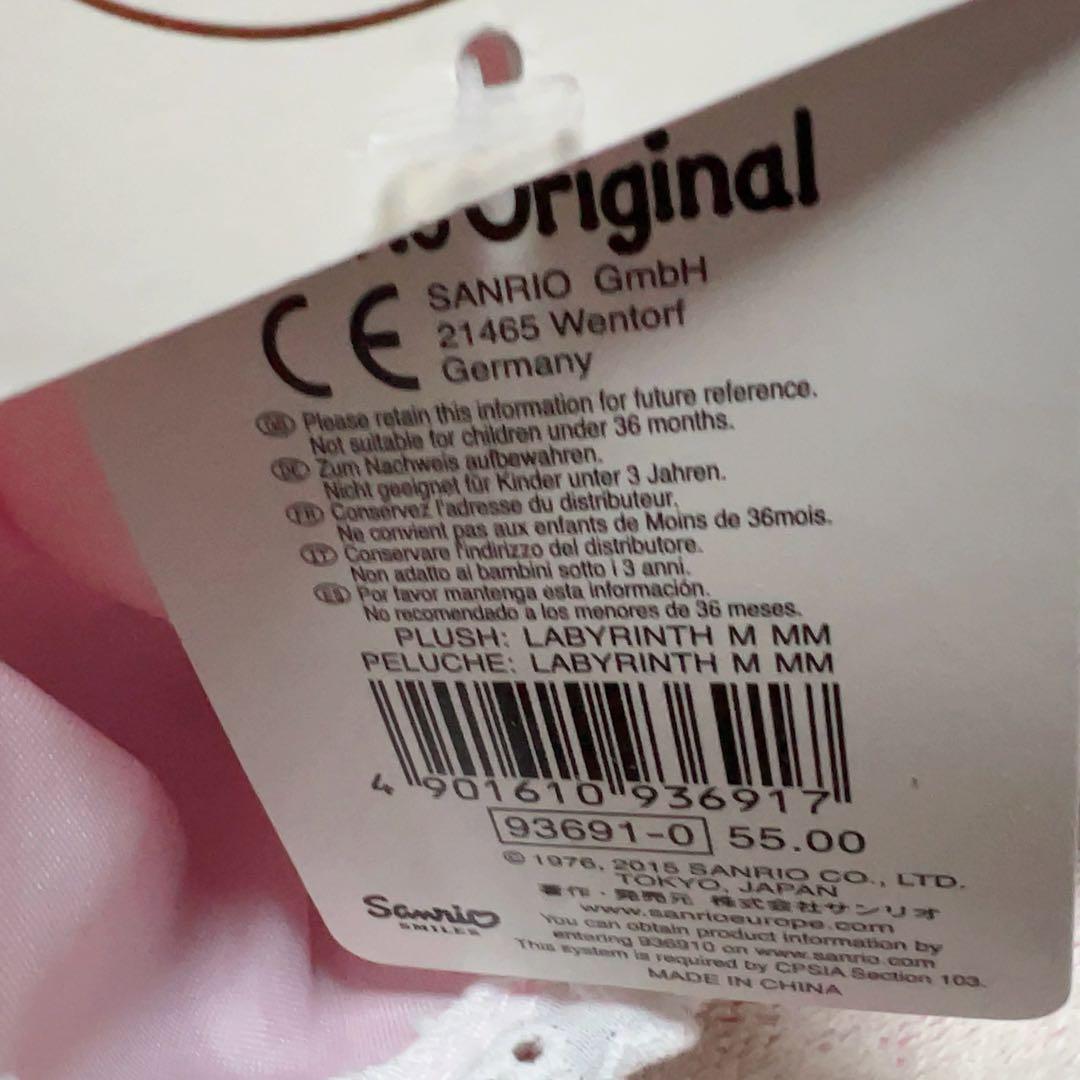 Original
CE
SANRIO GmbH
21465 Wentorf
Germany
GB Please retain this information for future reference.
Not suitable for children under 36 months.
DE Zum Nachweis aufbewahren.
Nicht geeignet für Kinder unter 3 Jahren.
FR Conservez l'adresse du distributeur.
Ne convient pas aux enfants de Moins de 36mois.
IT Conservare l'indirizzo del distributore.
Non adatto ai bambini sotto i 3 anni.
ES Por favor mantenga esta información.
No recomendado a los menores de 36 meses.
PLUSH: LABYRINTH M MM
PELUCHE: LABYRINTH M MM
4 901610 936917
93691-0 55.00
© 1976, 2015 SANRIO CO., LTD.
TOKYO, JAPAN
著作・発売元 株式会社サンリオ
www.sanrioeurope.com
You can obtain product information by
entering 936910 on www.sanrio.com
This system is required by CPSIA Section 103.
MADE IN CHINA
Sanrio
SMILES